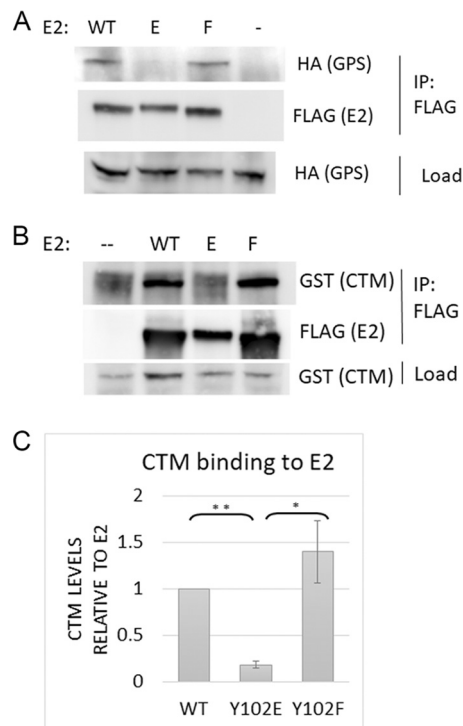 A
E2: WT E F -
HA (GPS)
FLAG (E2)
IP:
FLAG
HA (GPS)
Load
B
E2: -- WT E F
GST (CTM)
FLAG (E2)
IP:
FLAG
GST (CTM)
Load
C
CTM binding to E2
CTM LEVELS
RELATIVE TO E2
2
1.5
1
0.5
0
* *
*
WT Y102E Y102F